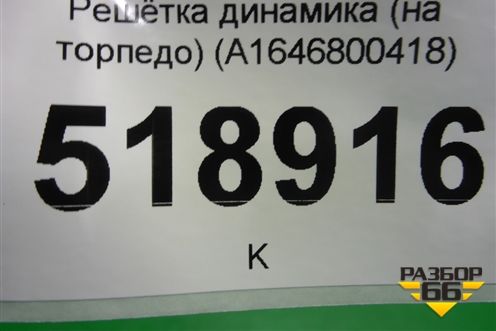 Решётка динамика (на
торпедо) (A1646800418)
518916
К
РАЗБОР
66